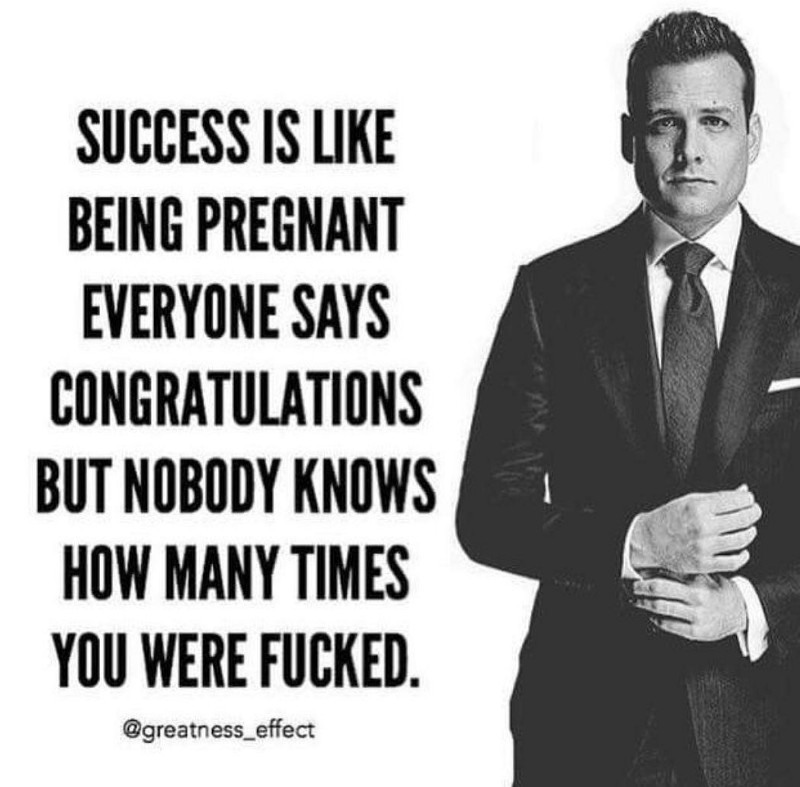 SUCCESS IS LIKE
BEING PREGNANT
EVERYONE SAYS
CONGRATULATIONS
BUT NOBODY KNOWS
HOW MANY TIMES
YOU WERE FUCKED.
@greatness_effect